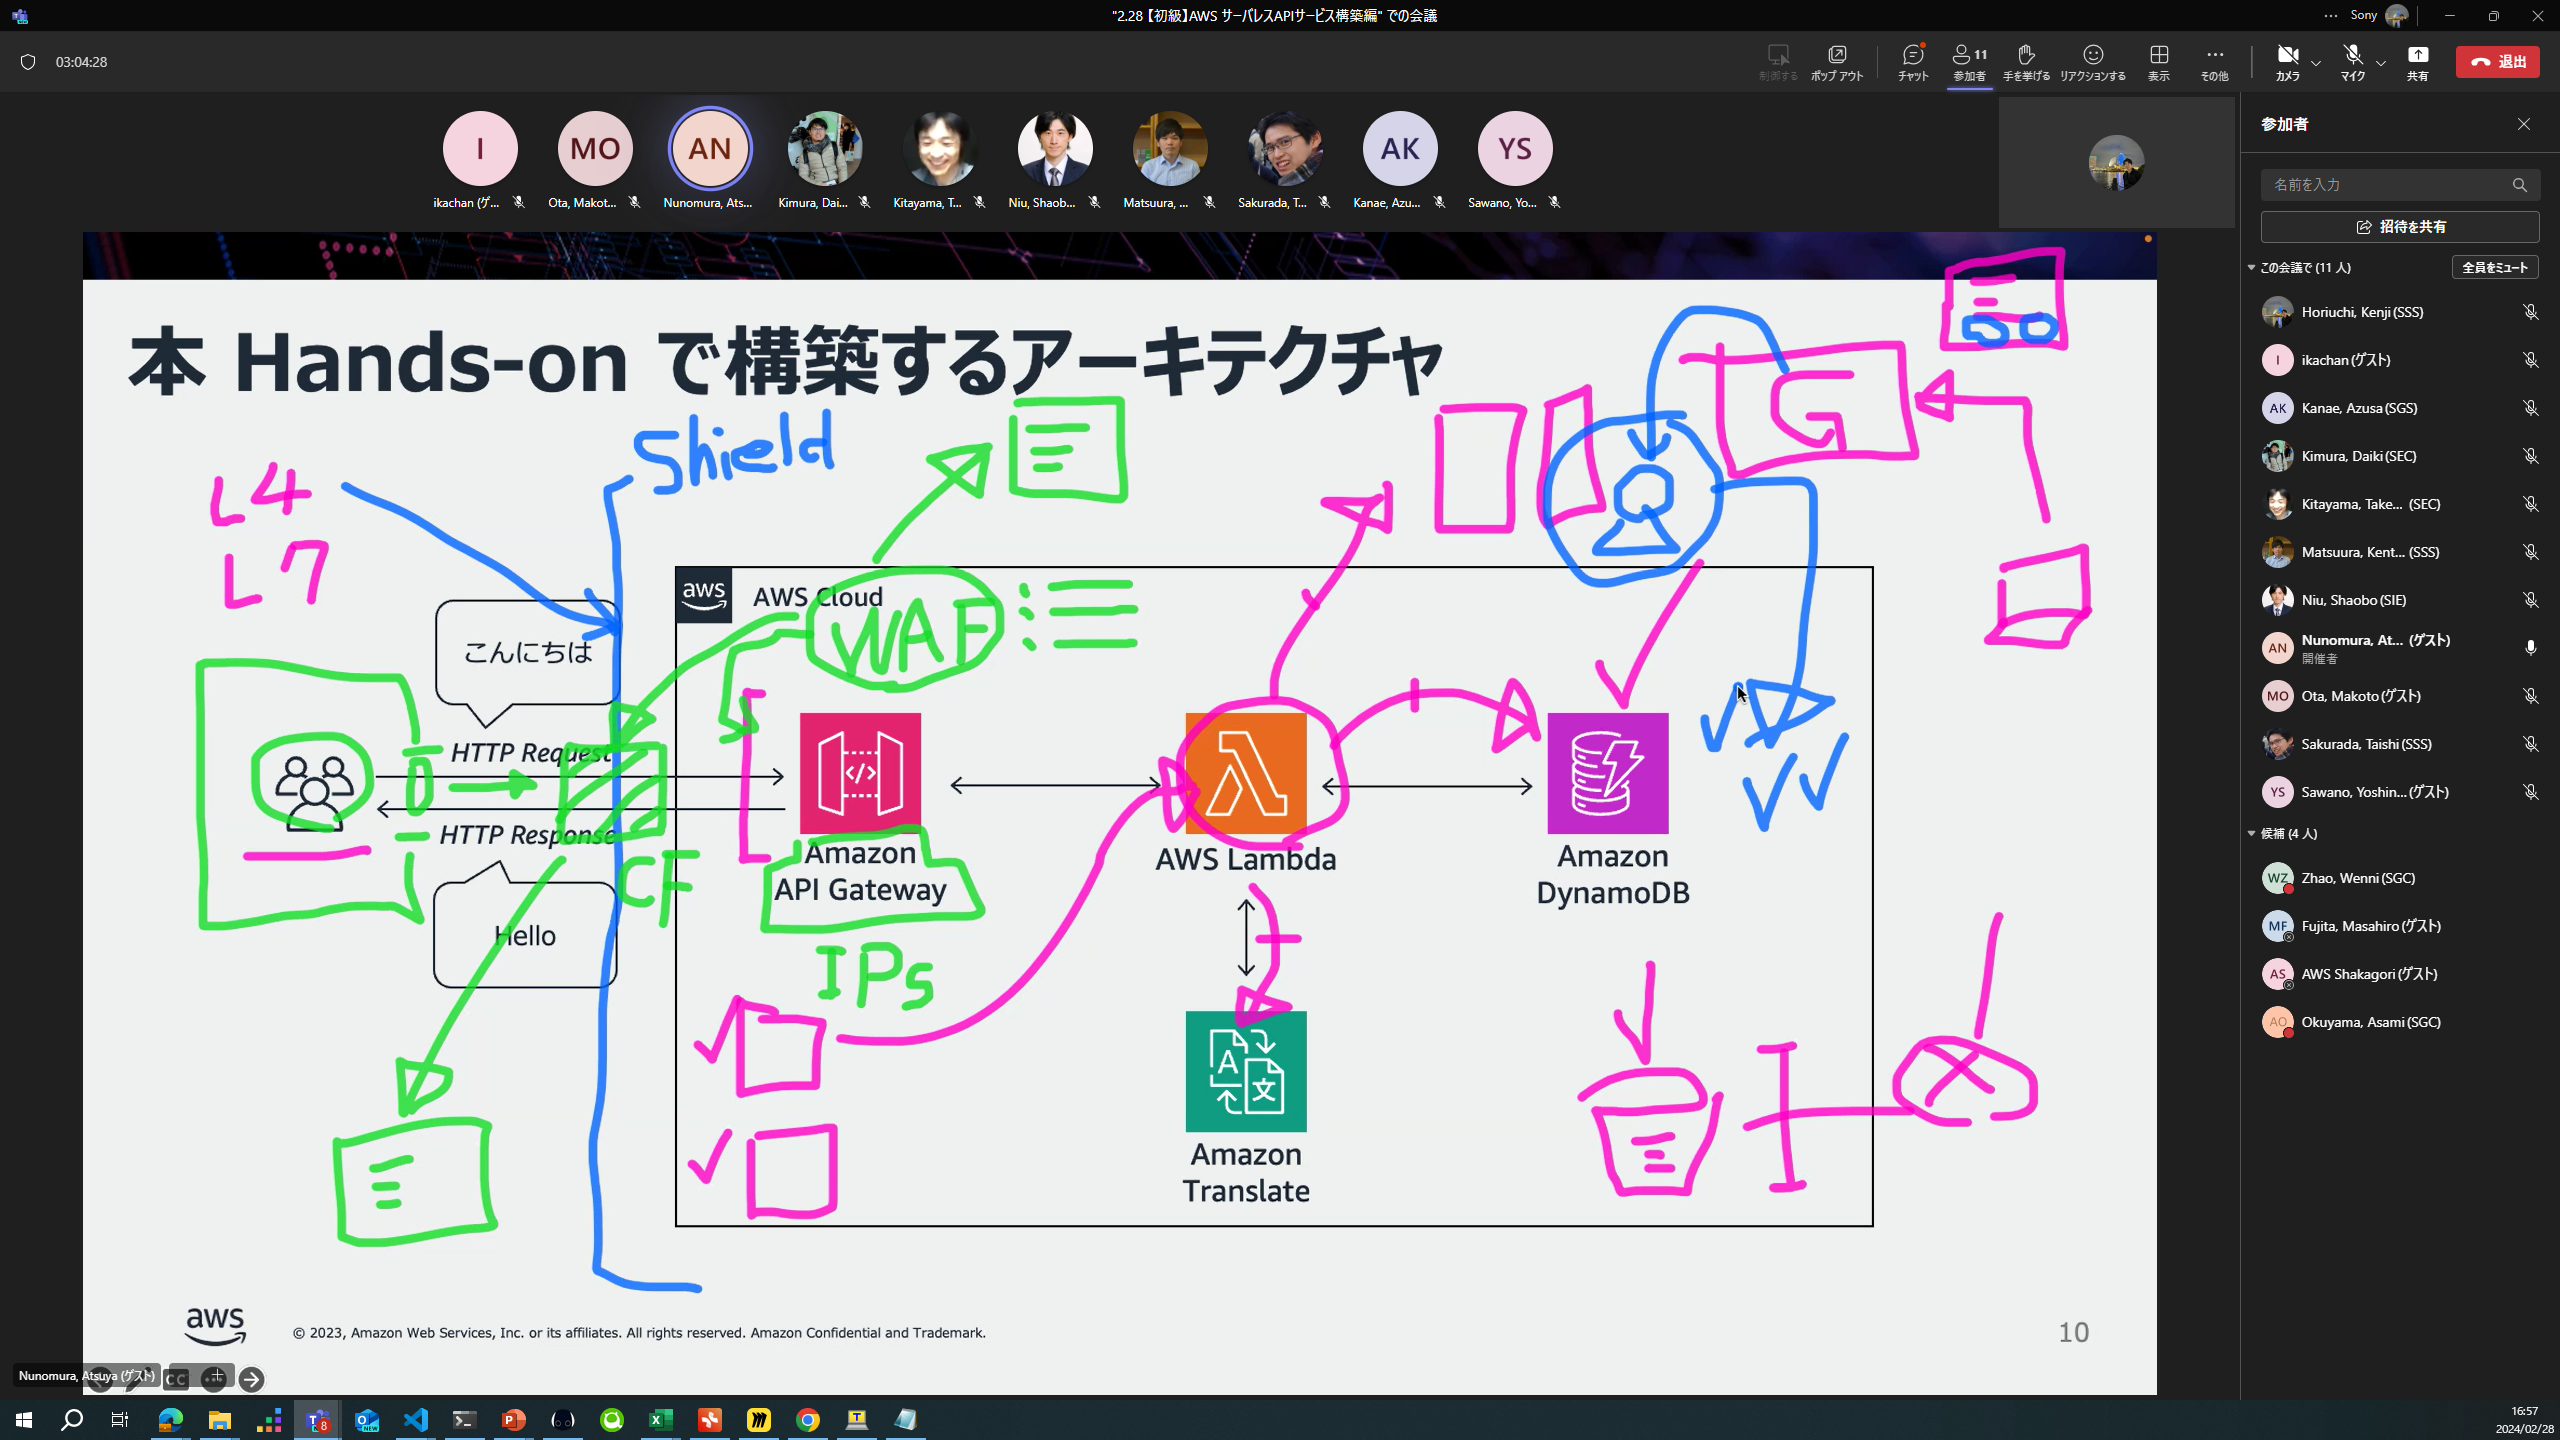 "2.28 【初級】AWS サーバレスAPIサービス構築編" での会議
Sony
03:04:28
制御する
ポップ アウト
チャット
11
参加者
手を挙げる
リアクションする
表示
その他
カメラ
マイク
共有
退出
I
MO
AN
AK
YS
ikachan (ゲ...
Ota, Makot...
Nunomura, Ats...
Kimura, Dai...
Kitayama, T...
Niu, Shaob...
Matsuura, ...
Sakurada, T...
Kanae, Azu...
Sawano, Yo...
本 Hands-on で構築するアーキテクチャ
Shield
L4
L7
G
aws
AWS Cloud
WAF
こんにちは
HTTP Request
HTTP Response
Hello
CF
Amazon
API Gateway
IPs
AWS Lambda
Amazon
DynamoDB
Amazon
Translate
aws
© 2023, Amazon Web Services, Inc. or its affiliates. All rights reserved. Amazon Confidential and Trademark.
10
Nunomura, Atsuya (ゲスト)
CC
参加者
名前を入力
招待を共有
この会議で (11 人)
全員をミュート
Horiuchi, Kenji (SSS)
I
ikachan (ゲスト)
AK
Kanae, Azusa (SGS)
Kimura, Daiki (SEC)
Kitayama, Take... (SEC)
Matsuura, Kent... (SSS)
Niu, Shaobo (SIE)
AN
Nunomura, At... (ゲスト)
開催者
MO
Ota, Makoto (ゲスト)
Sakurada, Taishi (SSS)
YS
Sawano, Yoshin... (ゲスト)
候補 (4 人)
WZ
Zhao, Wenni (SGC)
MF
Fujita, Masahiro (ゲスト)
AS
AWS Shakagori (ゲスト)
AO
Okuyama, Asami (SGC)
16:57
2024/02/28